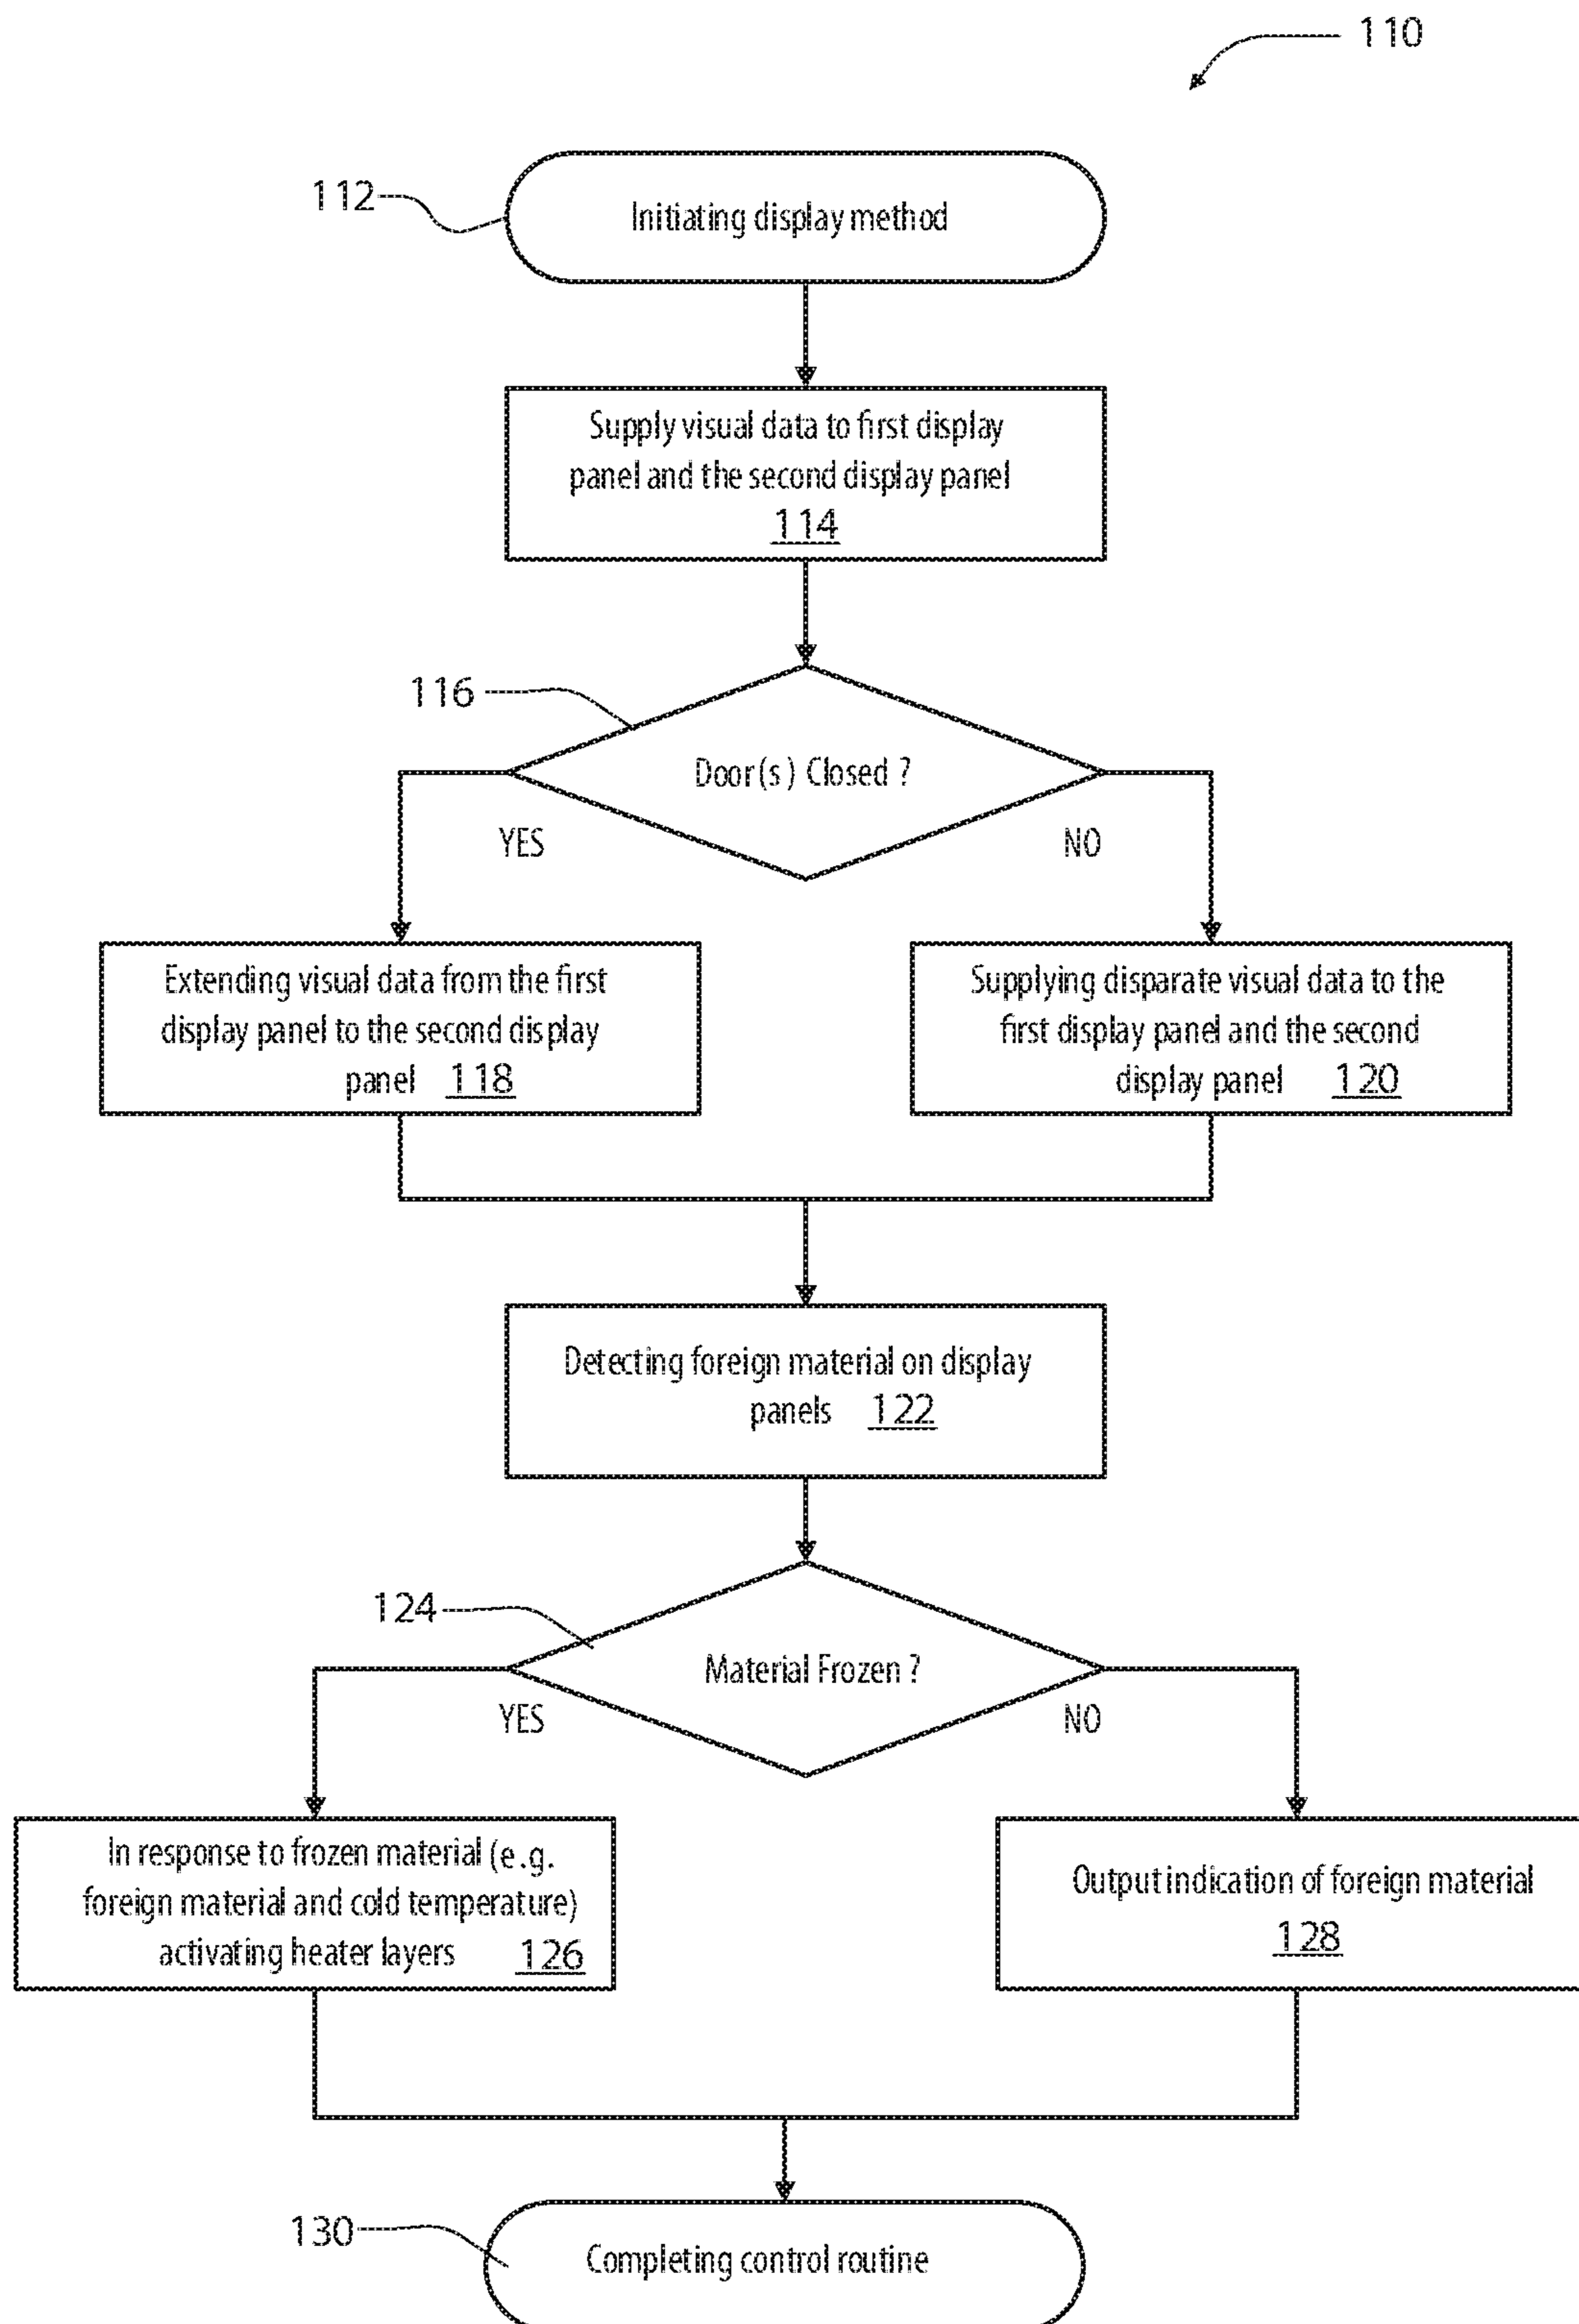 110
112
Initiating display method
Supply visual data to first display
panel and the second display panel
114
116
Door(s) Closed ?
YES
NO
Extending visual data from the first
display panel to the second display
panel 118
Supplying disparate visual data to the
first display panel and the second
display panel 120
Detecting foreign material on display
panels 122
124
Material Frozen ?
YES
NO
In response to frozen material (e.g.
foreign material and cold temperature)
activating heater layers 126
Output indication of foreign material
128
130
Completing control routine